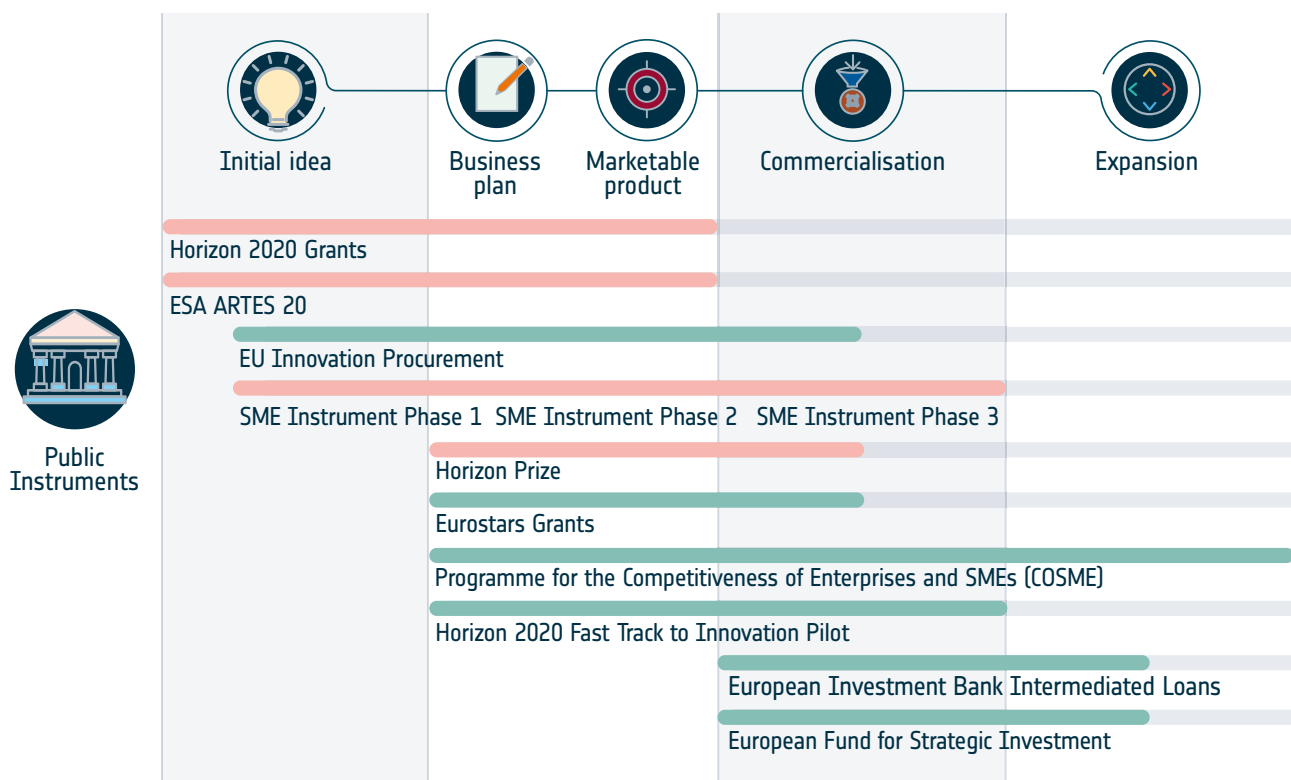 Initial idea
Business
plan
Marketable
product
Commercialisation
Expansion
Horizon 2020 Grants
ESA ARTES 20
EU Innovation Procurement
SME Instrument Phase 1 SME Instrument Phase 2 SME Instrument Phase 3
Public
Instruments
Horizon Prize
Eurostars Grants
Programme for the Competitiveness of Enterprises and SMEs (COSME)
Horizon 2020 Fast Track to Innovation Pilot
European Investment Bank Intermediated Loans
European Fund for Strategic Investment